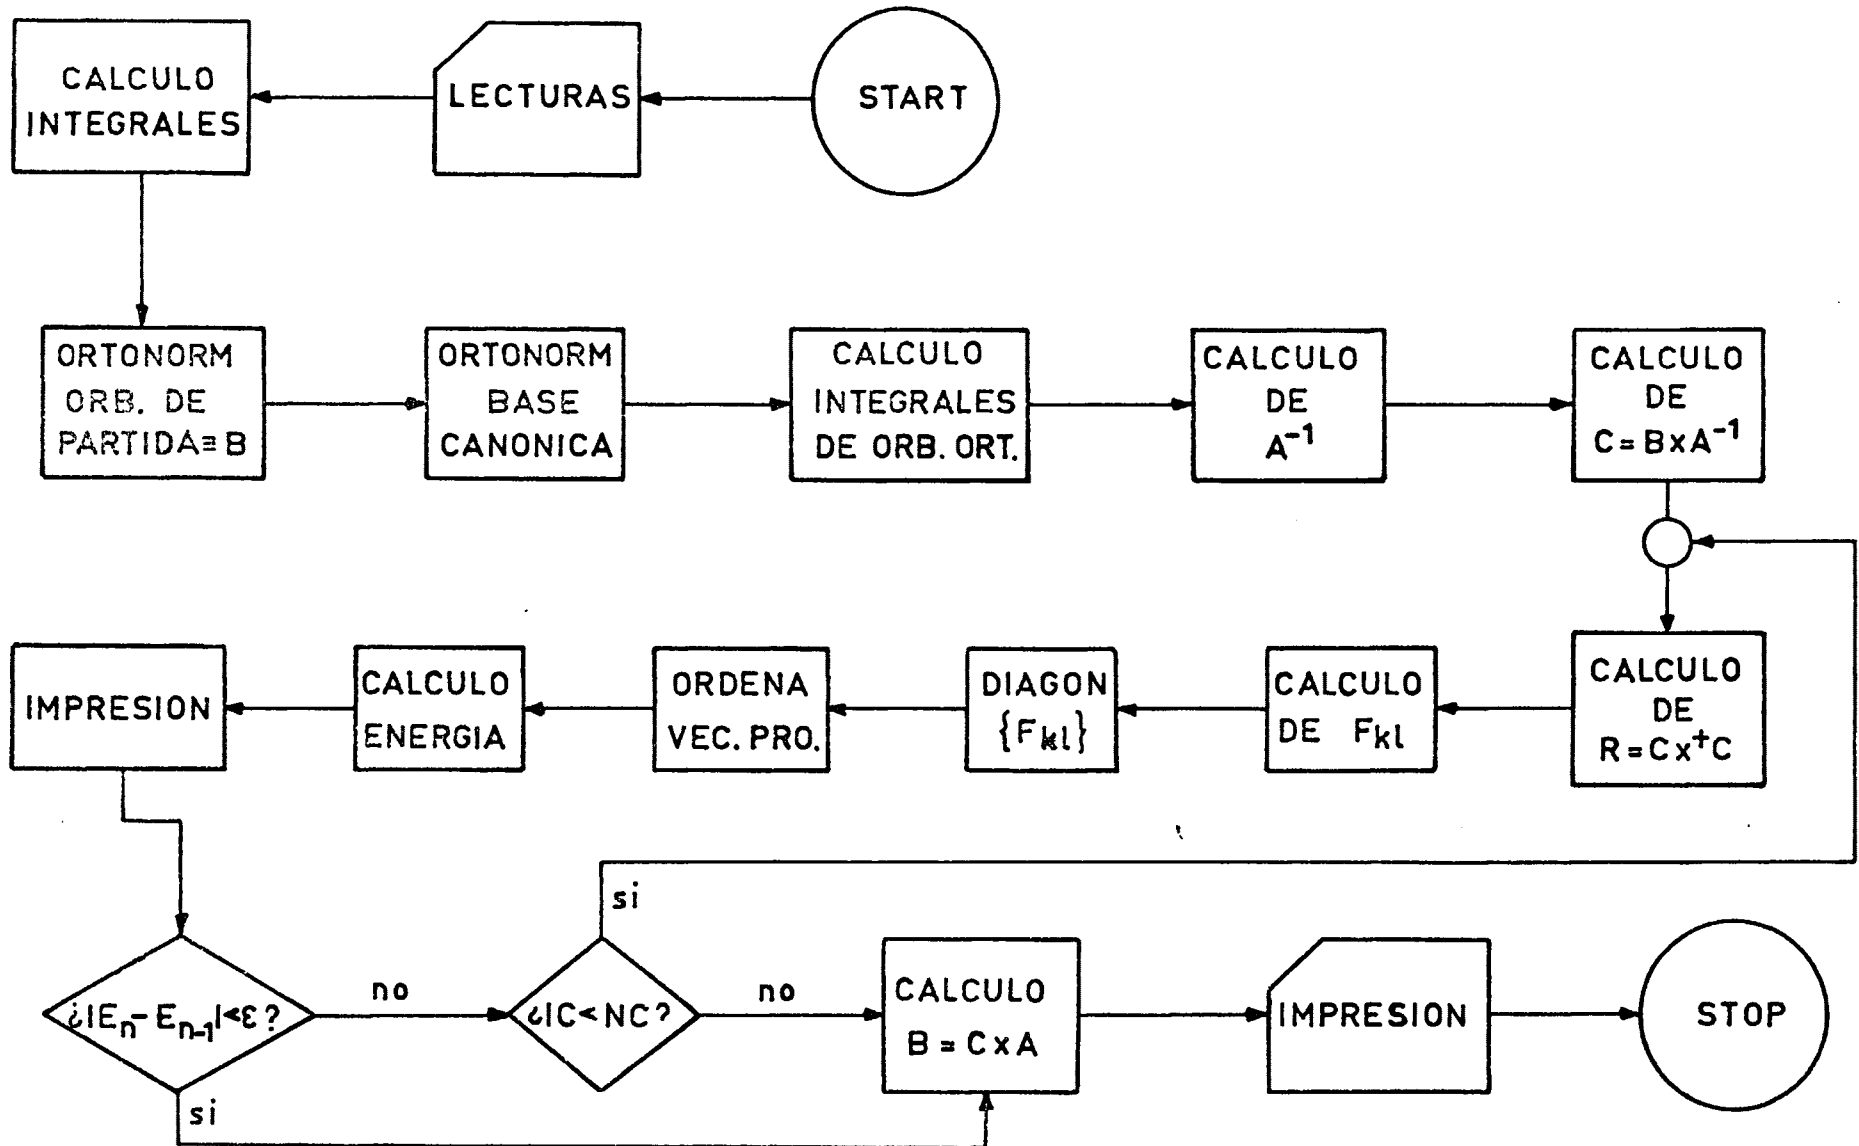 START
LECTURAS
CALCULO
INTEGRALES
ORTONORM
ORB. DE
PARTIDA≡B
ORTONORM
BASE
CANONICA
CALCULO
INTEGRALES
DE ORB. ORT.
CALCULO
DE
A⁻¹
CALCULO
DE
C=B×A⁻¹
CALCULO
DE
R=C×⁺C
CALCULO
DE Fkl
DIAGON
{Fkl}
ORDENA
VEC. PRO.
CALCULO
ENERGIA
IMPRESION
¿|Eₙ-Eₙ₋₁|<ε?
no
si
¿IC<NC?
si
no
CALCULO
B=C×A
IMPRESION
STOP